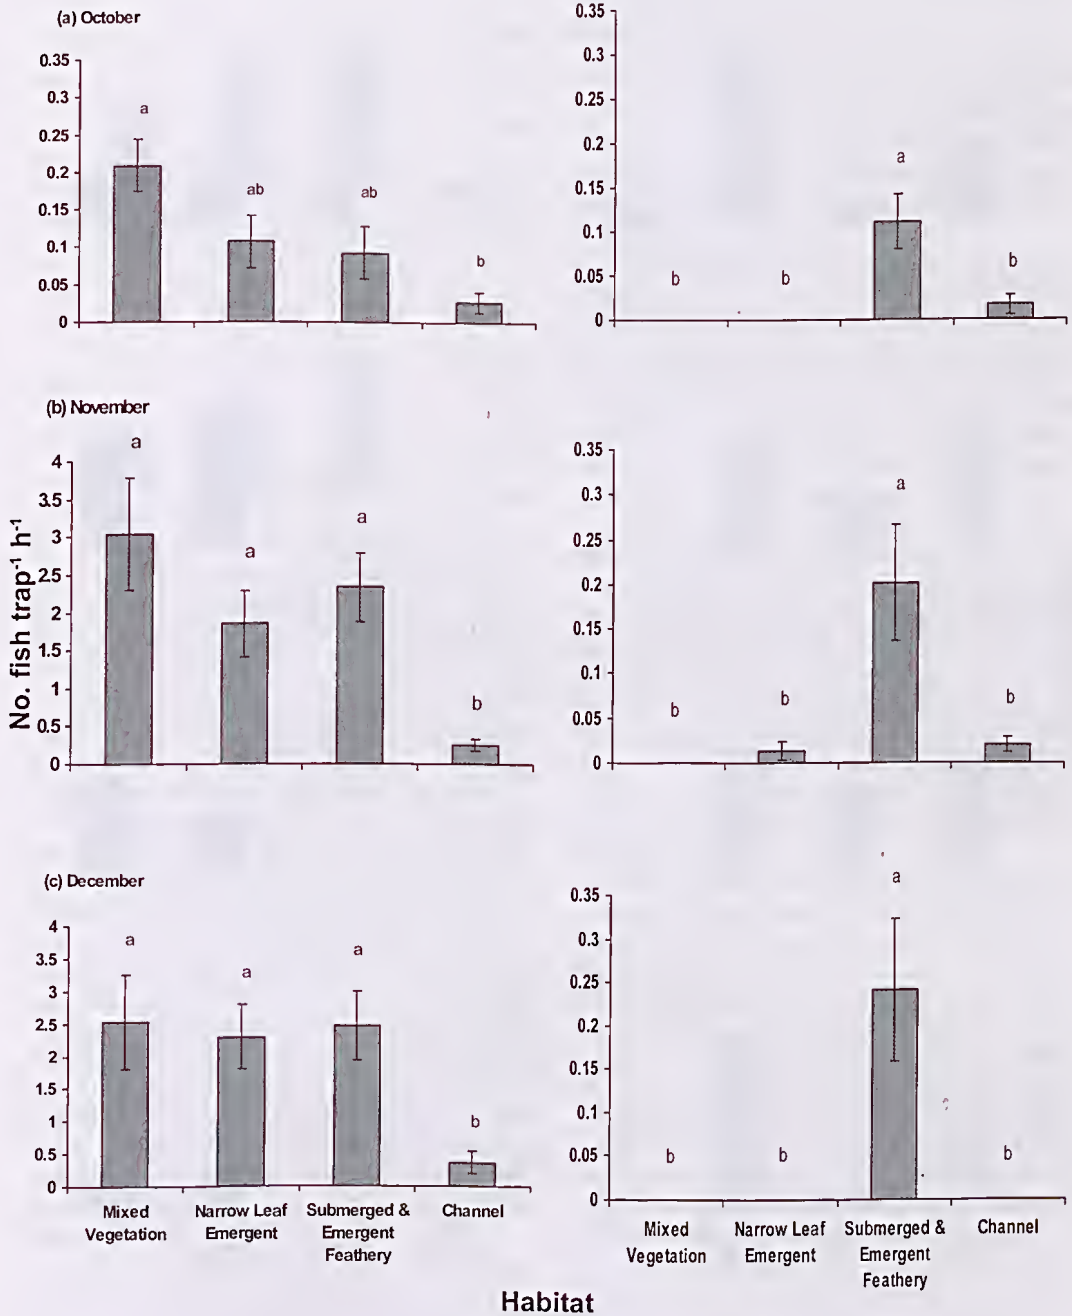 (a) October
0.35
0.3
0.25
0.2
0.15
0.1
0.05
0
a
ab
ab
b
0.35
0.3
0.25
0.2
0.15
0.1
0.05
0
b
b
a
b
(b) November
4
3.5
3
2.5
2
1.5
1
0.5
0
a
a
a
b
0.35
0.3
0.25
0.2
0.15
0.1
0.05
0
b
b
a
b
No. fish trap⁻¹ h⁻¹
(c) December
4
3.5
3
2.5
2
1.5
1
0.5
0
a
a
a
b
Mixed
Vegetation
Narrow Leaf
Emergent
Submerged &
Emergent
Feathery
Channel
0.35
0.3
0.25
0.2
0.15
0.1
0.05
0
b
b
a
b
Mixed
Vegetation
Narrow Leaf
Emergent
Submerged &
Emergent
Feathery
Channel
Habitat